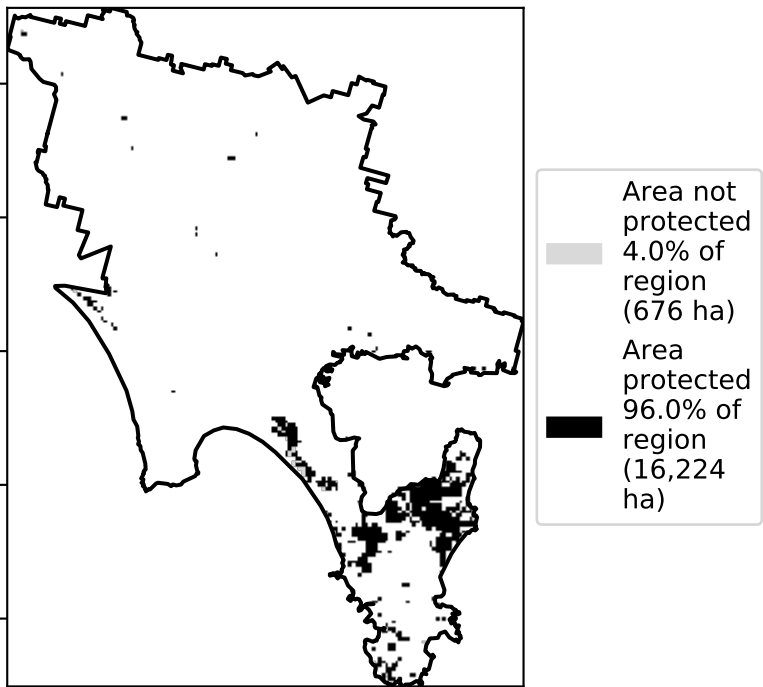 Area not
protected
4.0% of
region
(676 ha)
Area
protected
96.0% of
region
(16,224
ha)